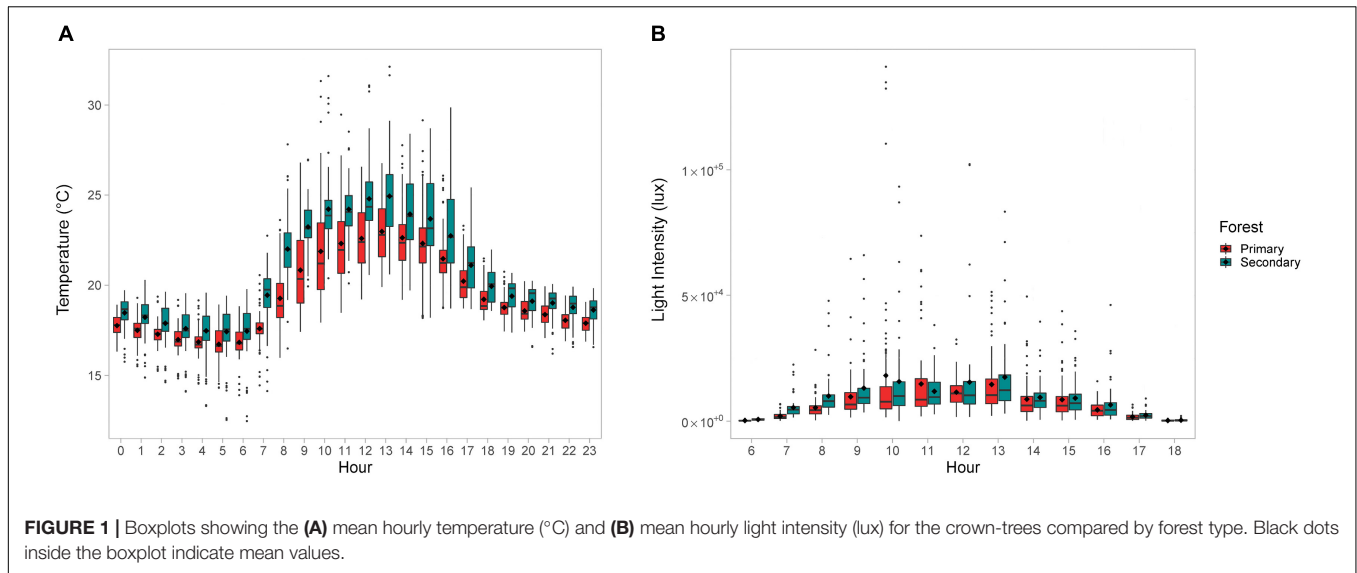 A
B
Temperature (°C)
30
25
20
15
0 1 2 3 4 5 6 7 8 9 10 11 12 13 14 15 16 17 18 19 20 21 22 23
Hour
Light Intensity (lux)
1 × 10⁺⁵
5 × 10⁺⁴
0 × 10⁺⁰
6 7 8 9 10 11 12 13 14 15 16 17 18
Hour
Forest
Primary
Secondary
FIGURE 1 | Boxplots showing the (A) mean hourly temperature (°C) and (B) mean hourly light intensity (lux) for the crown-trees compared by forest type. Black dots
inside the boxplot indicate mean values.